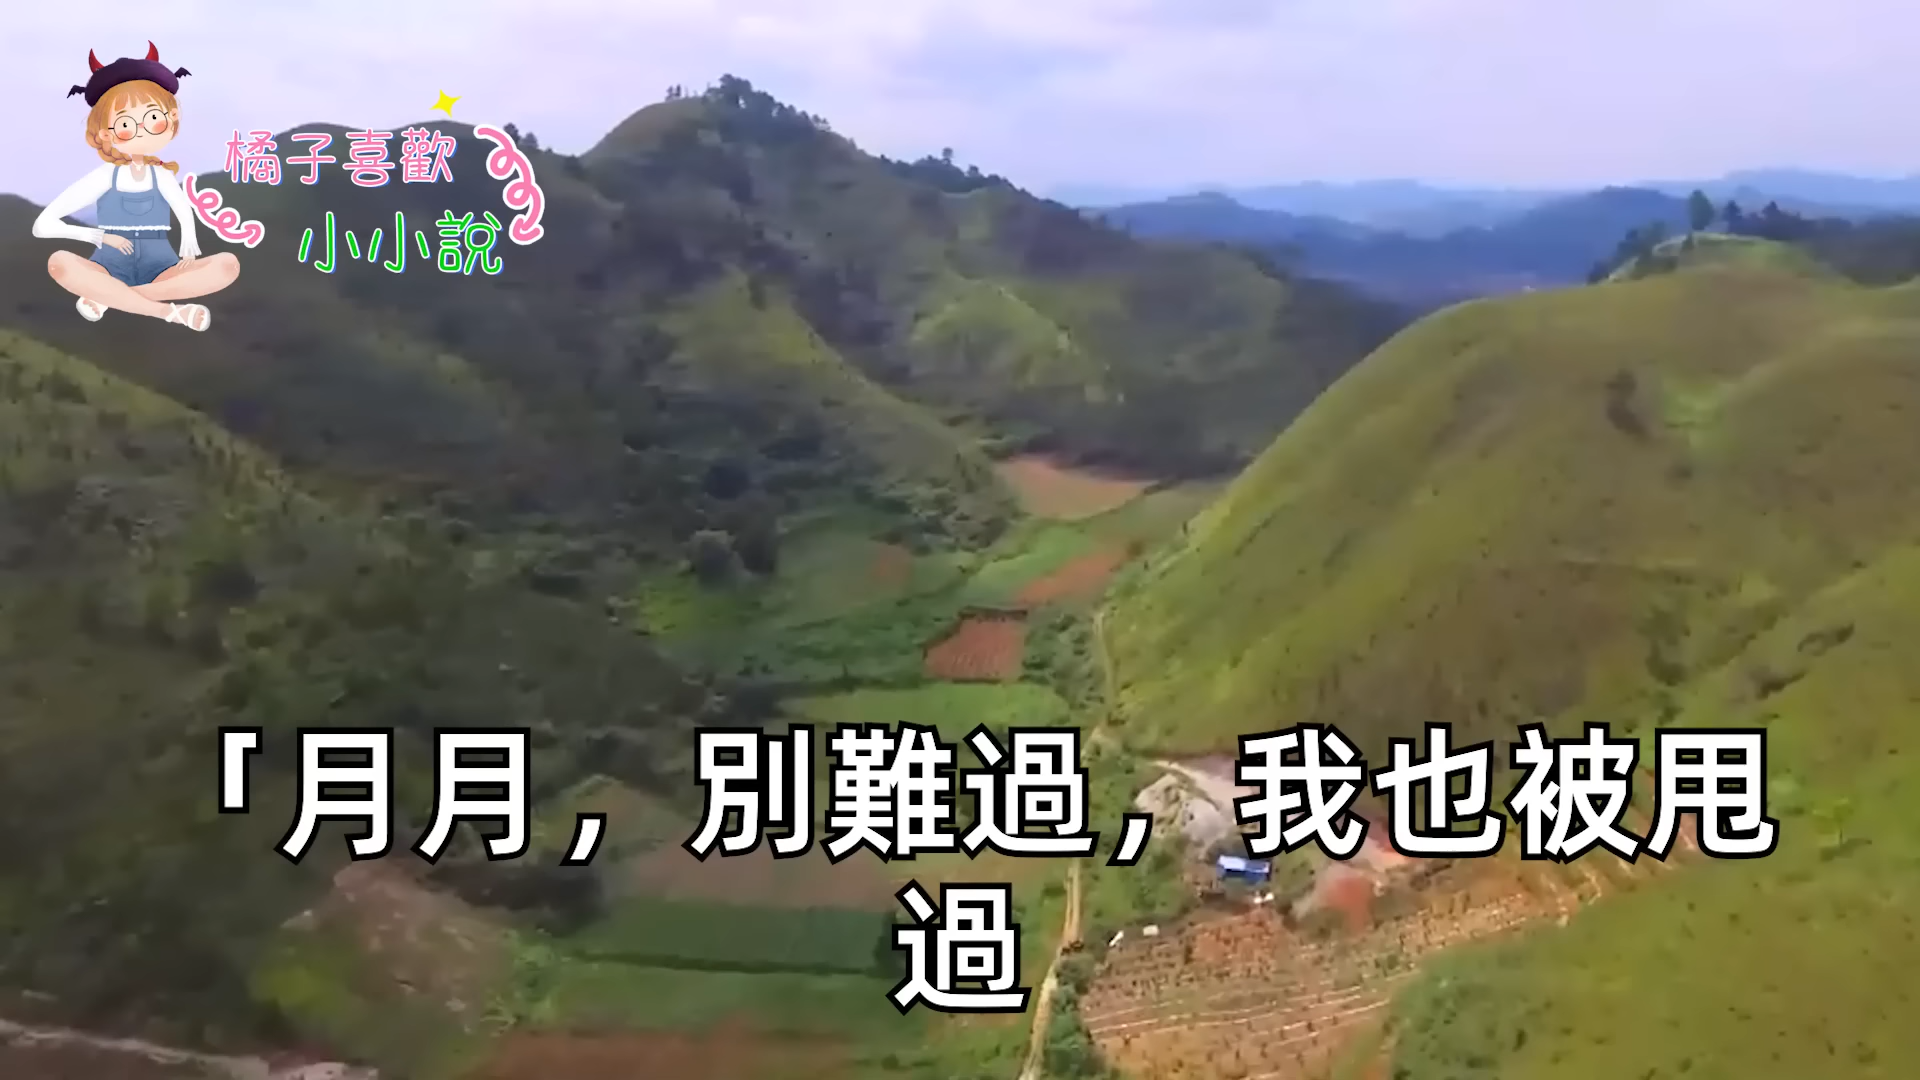 橘子喜歡
小小說
「月月，別難過，我也被甩
過